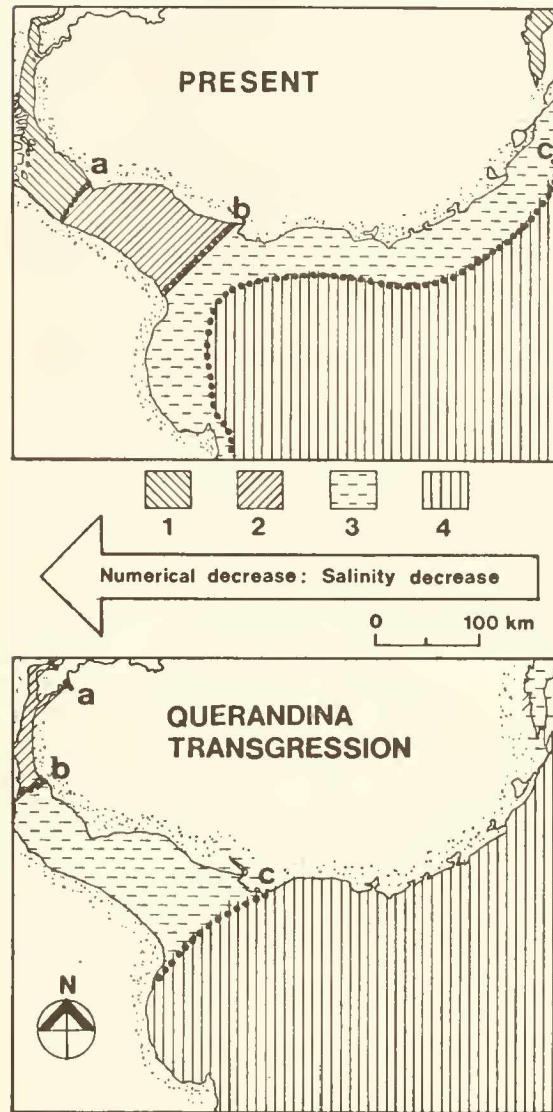 PRESENT
a
b
c
1 2 3 4
Numerical decrease: Salinity decrease
0 100 km
a
QUERANDINA
TRANSGRESSION
b
c
N